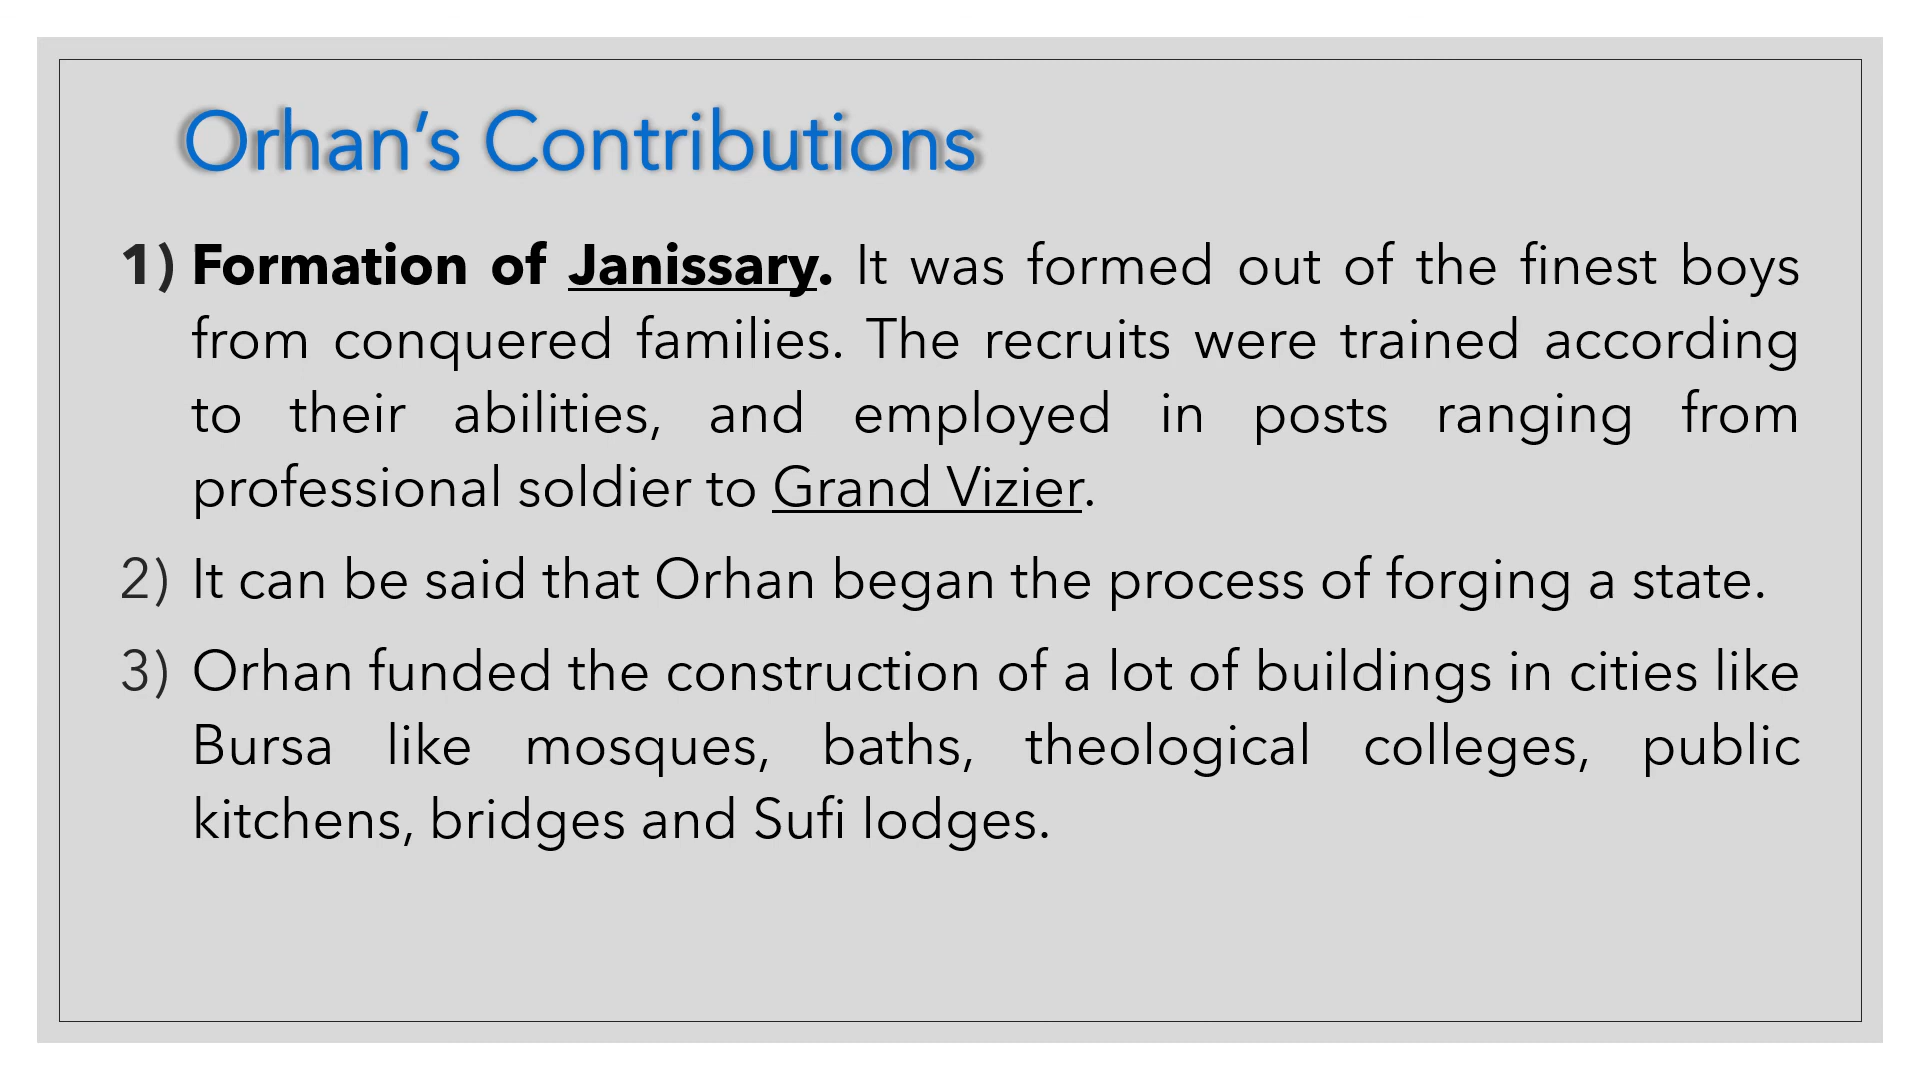 Orhan’s Contributions
1) Formation of Janissary. It was formed out of the finest boys
from conquered families. The recruits were trained according
to their abilities, and employed in posts ranging from
professional soldier to Grand Vizier.
2) It can be said that Orhan began the process of forging a state.
3) Orhan funded the construction of a lot of buildings in cities like
Bursa like mosques, baths, theological colleges, public
kitchens, bridges and Sufi lodges.